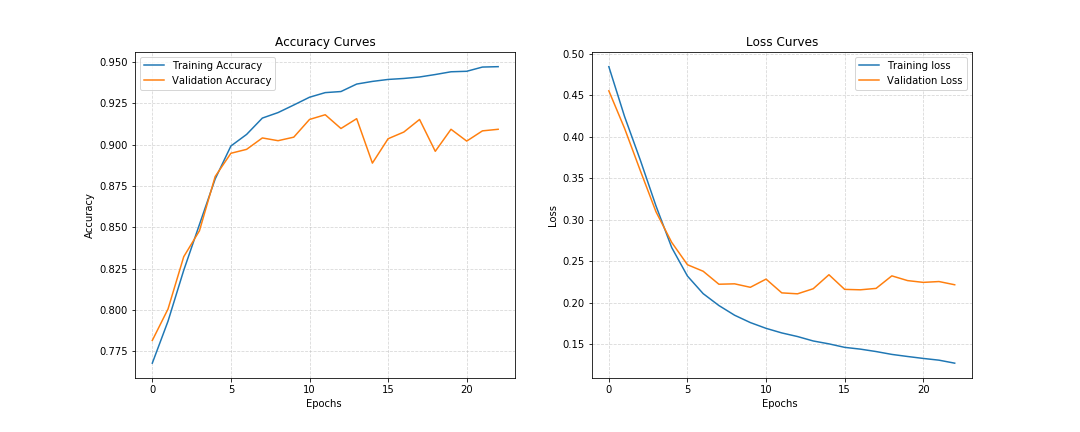 Accuracy Curves
Training Accuracy
Validation Accuracy
0.950
0.925
0.900
0.875
0.850
0.825
0.800
0.775
Accuracy
0 5 10 15 20
Epochs
Loss Curves
Training loss
Validation Loss
0.50
0.45
0.40
0.35
0.30
0.25
0.20
0.15
Loss
0 5 10 15 20
Epochs